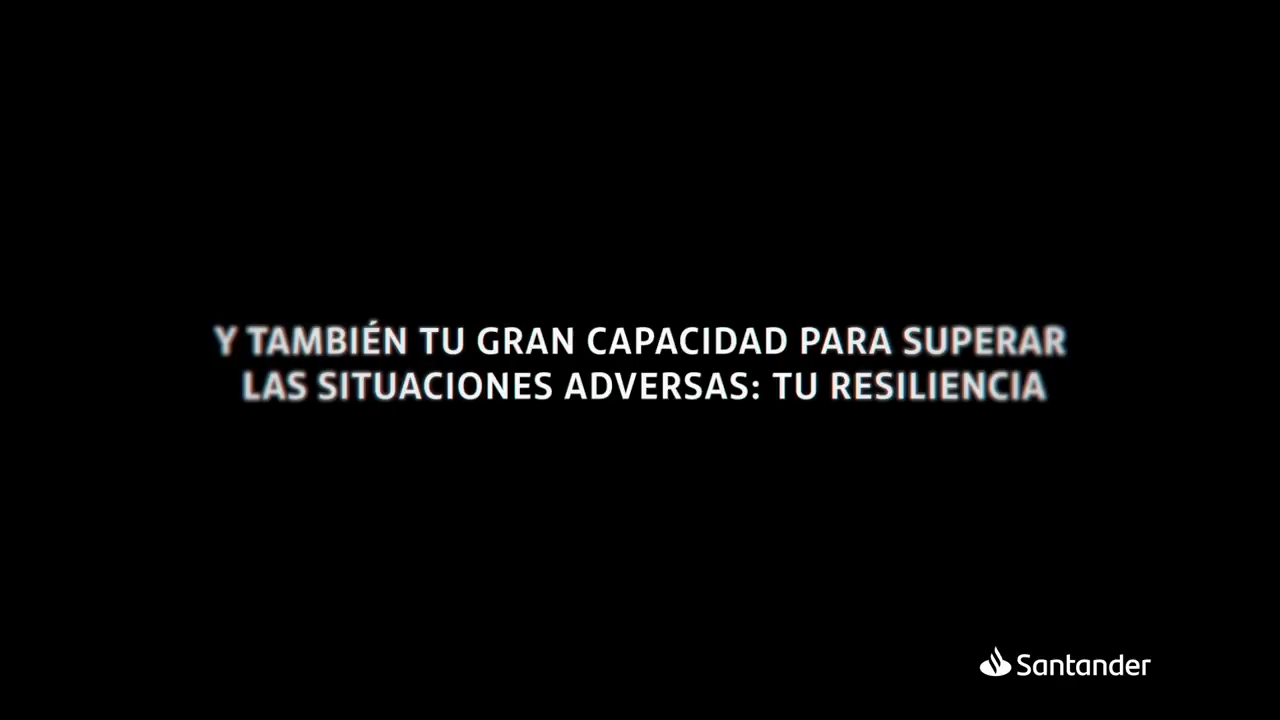 Y TAMBIÉN TU GRAN CAPACIDAD PARA SUPERAR
LAS SITUACIONES ADVERSAS: TU RESILIENCIA
Santander